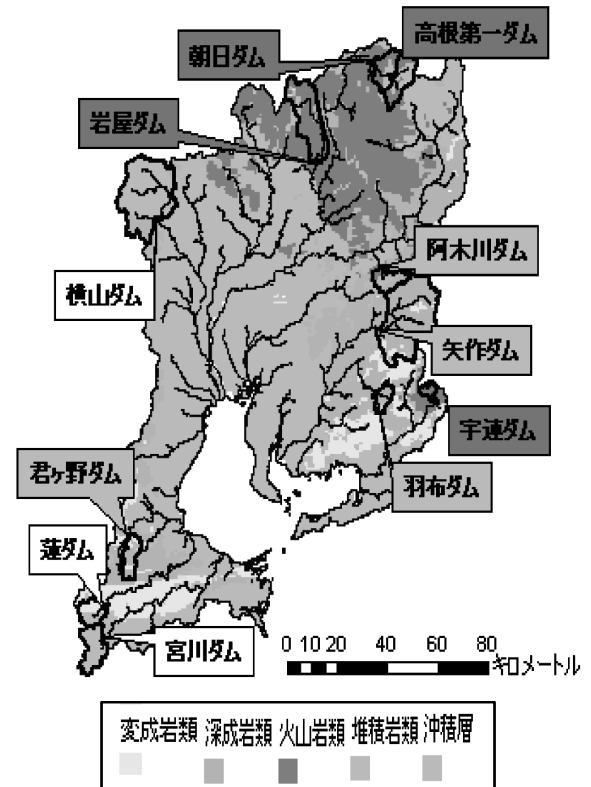 高根第一ダム
朝日ダム
岩屋ダム
阿木川ダム
横山ダム
矢作ダム
宇連ダム
君ヶ野ダム
羽布ダム
蓮ダム
宮川ダム
0 10 20 40 60 80
キロメートル
変成岩類 深成岩類 火山岩類 堆積岩類 沖積層